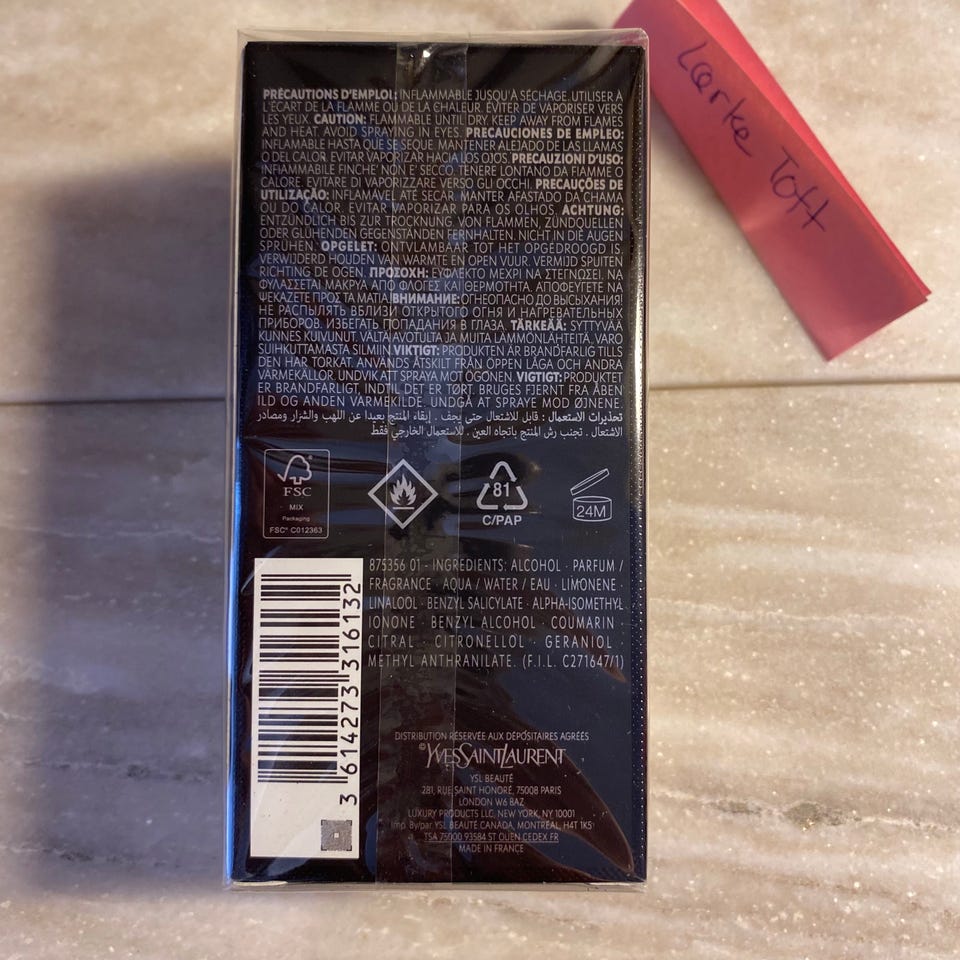 Lærke Toft
PRÉCAUTIONS D'EMPLOI: INFLAMMABLE JUSQU'À SÉCHAGE. UTILISER À
L'ÉCART DE LA FLAMME OU DE LA CHALEUR. ÉVITER DE VAPORISER VERS
LES YEUX. CAUTION: FLAMMABLE UNTIL DRY. KEEP AWAY FROM FLAMES
AND HEAT. AVOID SPRAYING IN EYES. PRECAUCIONES DE EMPLEO:
INFLAMABLE HASTA QUE SE SEQUE. MANTENER ALEJADO DE LAS LLAMAS
O DEL CALOR. EVITAR VAPORIZAR HACIA LOS OJOS. PRECAUZIONI D'USO:
INFIAMMABILE FINCHE' NON E' SECCO TENERE LONTANO DA FIAMME O
CALORE. EVITARE DI VAPORIZZARE VERSO GLI OCCHI. PRECAUÇÕES DE
UTILIZAÇÃO: INFLAMÁVEL ATÉ SECAR. MANTER AFASTADO DA CHAMA
OU DO CALOR. EVITAR VAPORIZAR PARA OS OLHOS. ACHTUNG:
ENTZÜNDLICH BIS ZUR TROCKNUNG. VON FLAMMEN, ZÜNDQUELLEN
ODER GLÜHENDEN GEGENSTÄNDEN FERNHALTEN. NICHT IN DIE AUGEN
SPRÜHEN. OPGELET: ONTVLAMBAAR TOT HET OPGEDROOGD IS.
VERWIJDERD HOUDEN VAN WARMTE EN OPEN VUUR. VERMIJD SPUITEN
RICHTING DE OGEN. ΠΡΟΣΟΧΗ: ΕΥΦΛΕΚΤΟ ΜΕΧΡΙ ΝΑ ΣΤΕΓΝΩΣΕΙ. ΝΑ
ΦΥΛΑΣΣΕΤΑΙ ΜΑΚΡΥΑ ΑΠΟ ΦΛΟΓΕΣ ΚΑΙ ΘΕΡΜΟΤΗΤΑ. ΑΠΟΦΕΥΓΕΤΕ ΝΑ
ΨΕΚΑΖΕΤΕ ΠΡΟΣ ΤΑ ΜΑΤΙΑ. ВНИМАНИЕ: ОГНЕОПАСНО ДО ВЫСЫХАНИЯ.
НЕ РАСПЫЛЯТЬ ВБЛИЗИ ОТКРЫТОГО ОГНЯ И НАГРЕВАТЕЛЬНЫХ
ПРИБОРОВ. ИЗБЕГАТЬ ПОПАДАНИЯ В ГЛАЗА. TÄRKEÄÄ: SYTTYVÄÄ
KUNNES KUIVUNUT. VÄLTÄ AVOTULTA JA MUITA LÄMMONLÄHTEITÄ. VARO
SUIHKUTTAMASTA SILMIIN. VIKTIGT: PRODUKTEN ÄR BRANDFARLIG TILLS
DEN HAR TORKAT. ANVÄNDS ÅTSKILT FRÅN ÖPPEN LÅGA OCH ANDRA
VÄRMEKÄLLOR. UNDVIK ATT SPRAYA MOT ÖGONEN. VIGTIGT: PRODUKTET
ER BRANDFARLIGT, INDTIL DET ER TØRT. BRUGES FJERNT FRA ÅBEN
ILD OG ANDEN VARMEKILDE. UNDGÅ AT SPRAYE MOD ØJNENE.
تحذيرات الاستعمال : قابل للاشتعال حتى يجف . إبقاء المنتج بعيدا عن اللهب والشرار ومصادر
الاشتعال . تجنب رش المنتج باتجاه العين . للاستعمال الخارجي فقط
FSC
MIX
Packaging
FSC® C012363
81
C/PAP
24M
875356 01 - INGREDIENTS: ALCOHOL · PARFUM /
FRAGRANCE · AQUA / WATER / EAU · LIMONENE ·
LINALOOL · BENZYL SALICYLATE · ALPHA-ISOMETHYL
IONONE · BENZYL ALCOHOL · COUMARIN ·
CITRAL · CITRONELLOL · GERANIOL ·
METHYL ANTHRANILATE. (F.I.L. C271647/1)
3 614273 316132
DISTRIBUTION RÉSERVÉE AUX DÉPOSITAIRES AGRÉÉS
©YVESSAINTLAURENT
YSL BEAUTÉ
281, RUE SAINT HONORÉ, 75008 PARIS
LONDON W6 8AZ
LUXURY PRODUCTS LLC, NEW YORK, NY 10001
Imp. By/par YSL BEAUTÉ CANADA, MONTRÉAL, H4T 1K5
TSA 75000 93584 ST OUEN CEDEX FR
MADE IN FRANCE